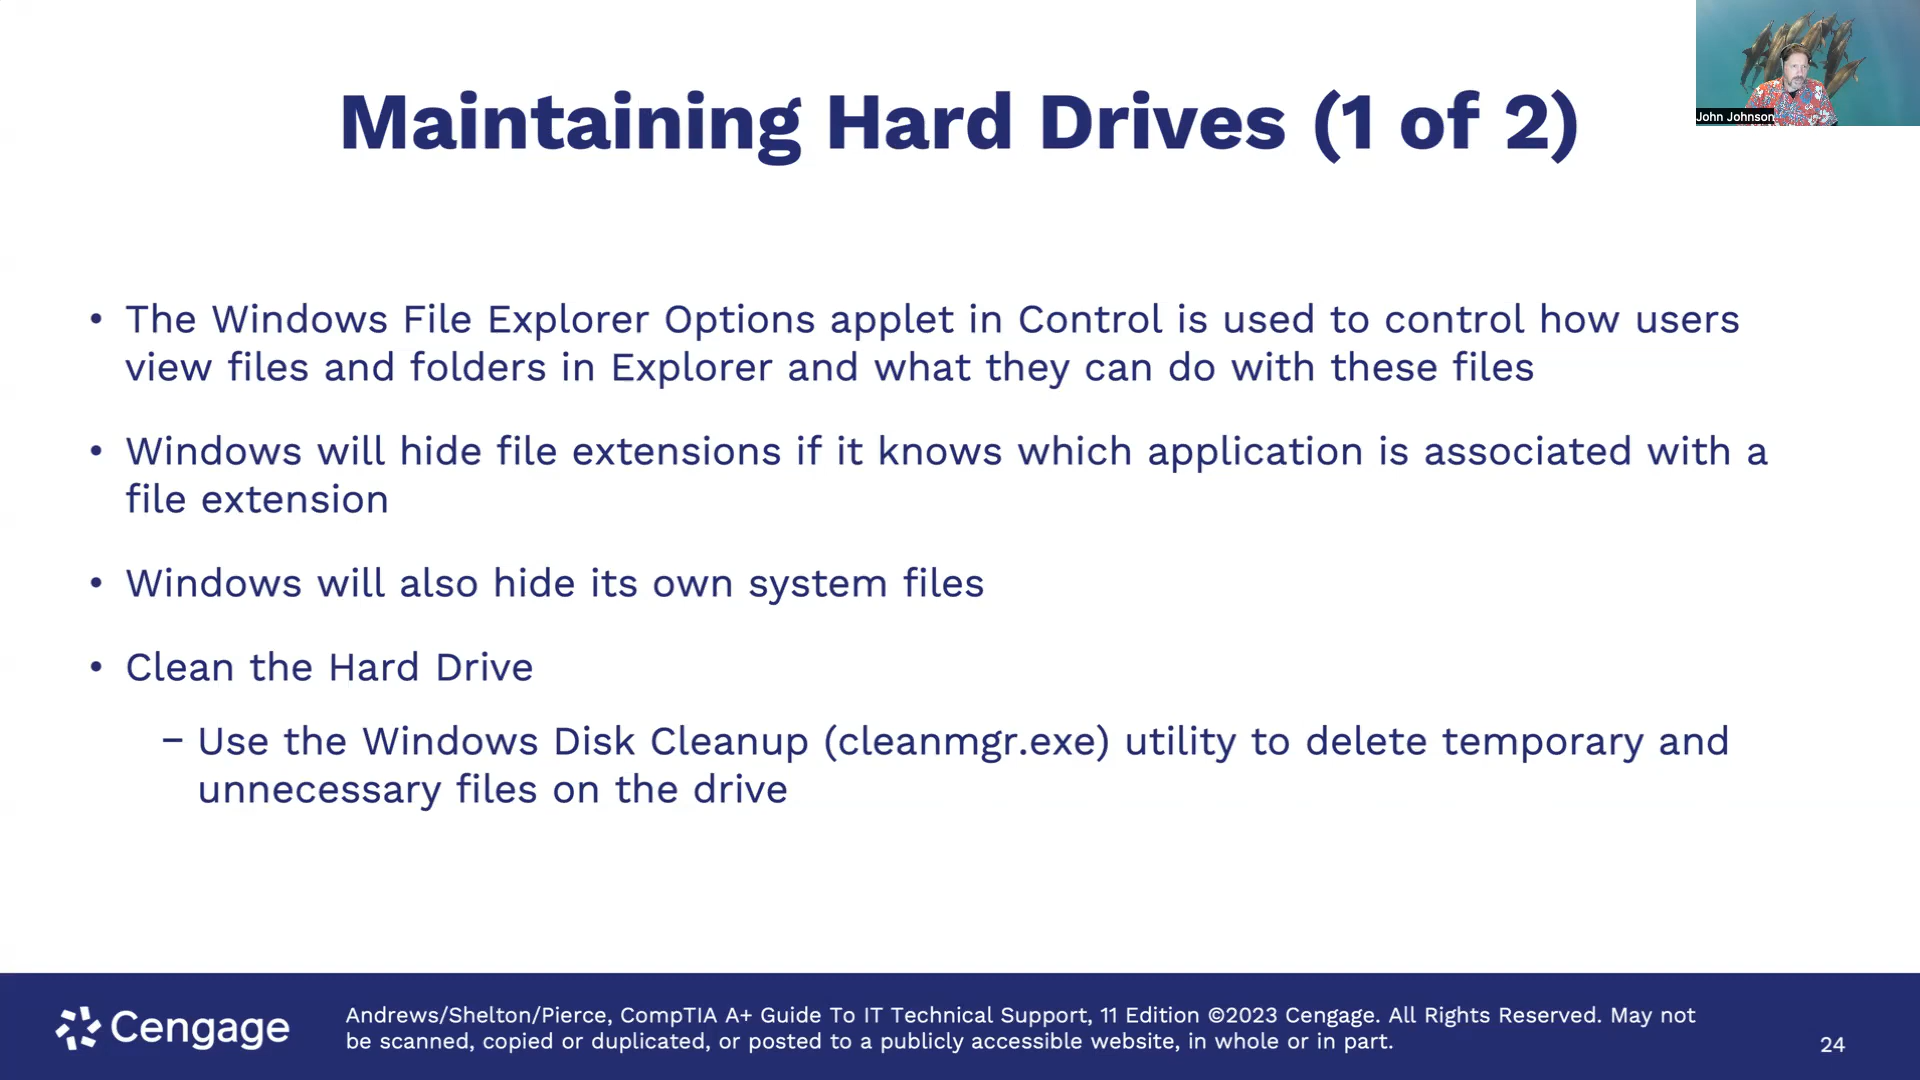 Maintaining Hard Drives (1 of 2)
John Johnson
• The Windows File Explorer Options applet in Control is used to control how users
view files and folders in Explorer and what they can do with these files
• Windows will hide file extensions if it knows which application is associated with a
file extension
• Windows will also hide its own system files
• Clean the Hard Drive
– Use the Windows Disk Cleanup (cleanmgr.exe) utility to delete temporary and
unnecessary files on the drive
Cengage
Andrews/Shelton/Pierce, CompTIA A+ Guide To IT Technical Support, 11 Edition ©2023 Cengage. All Rights Reserved. May not
be scanned, copied or duplicated, or posted to a publicly accessible website, in whole or in part.
24